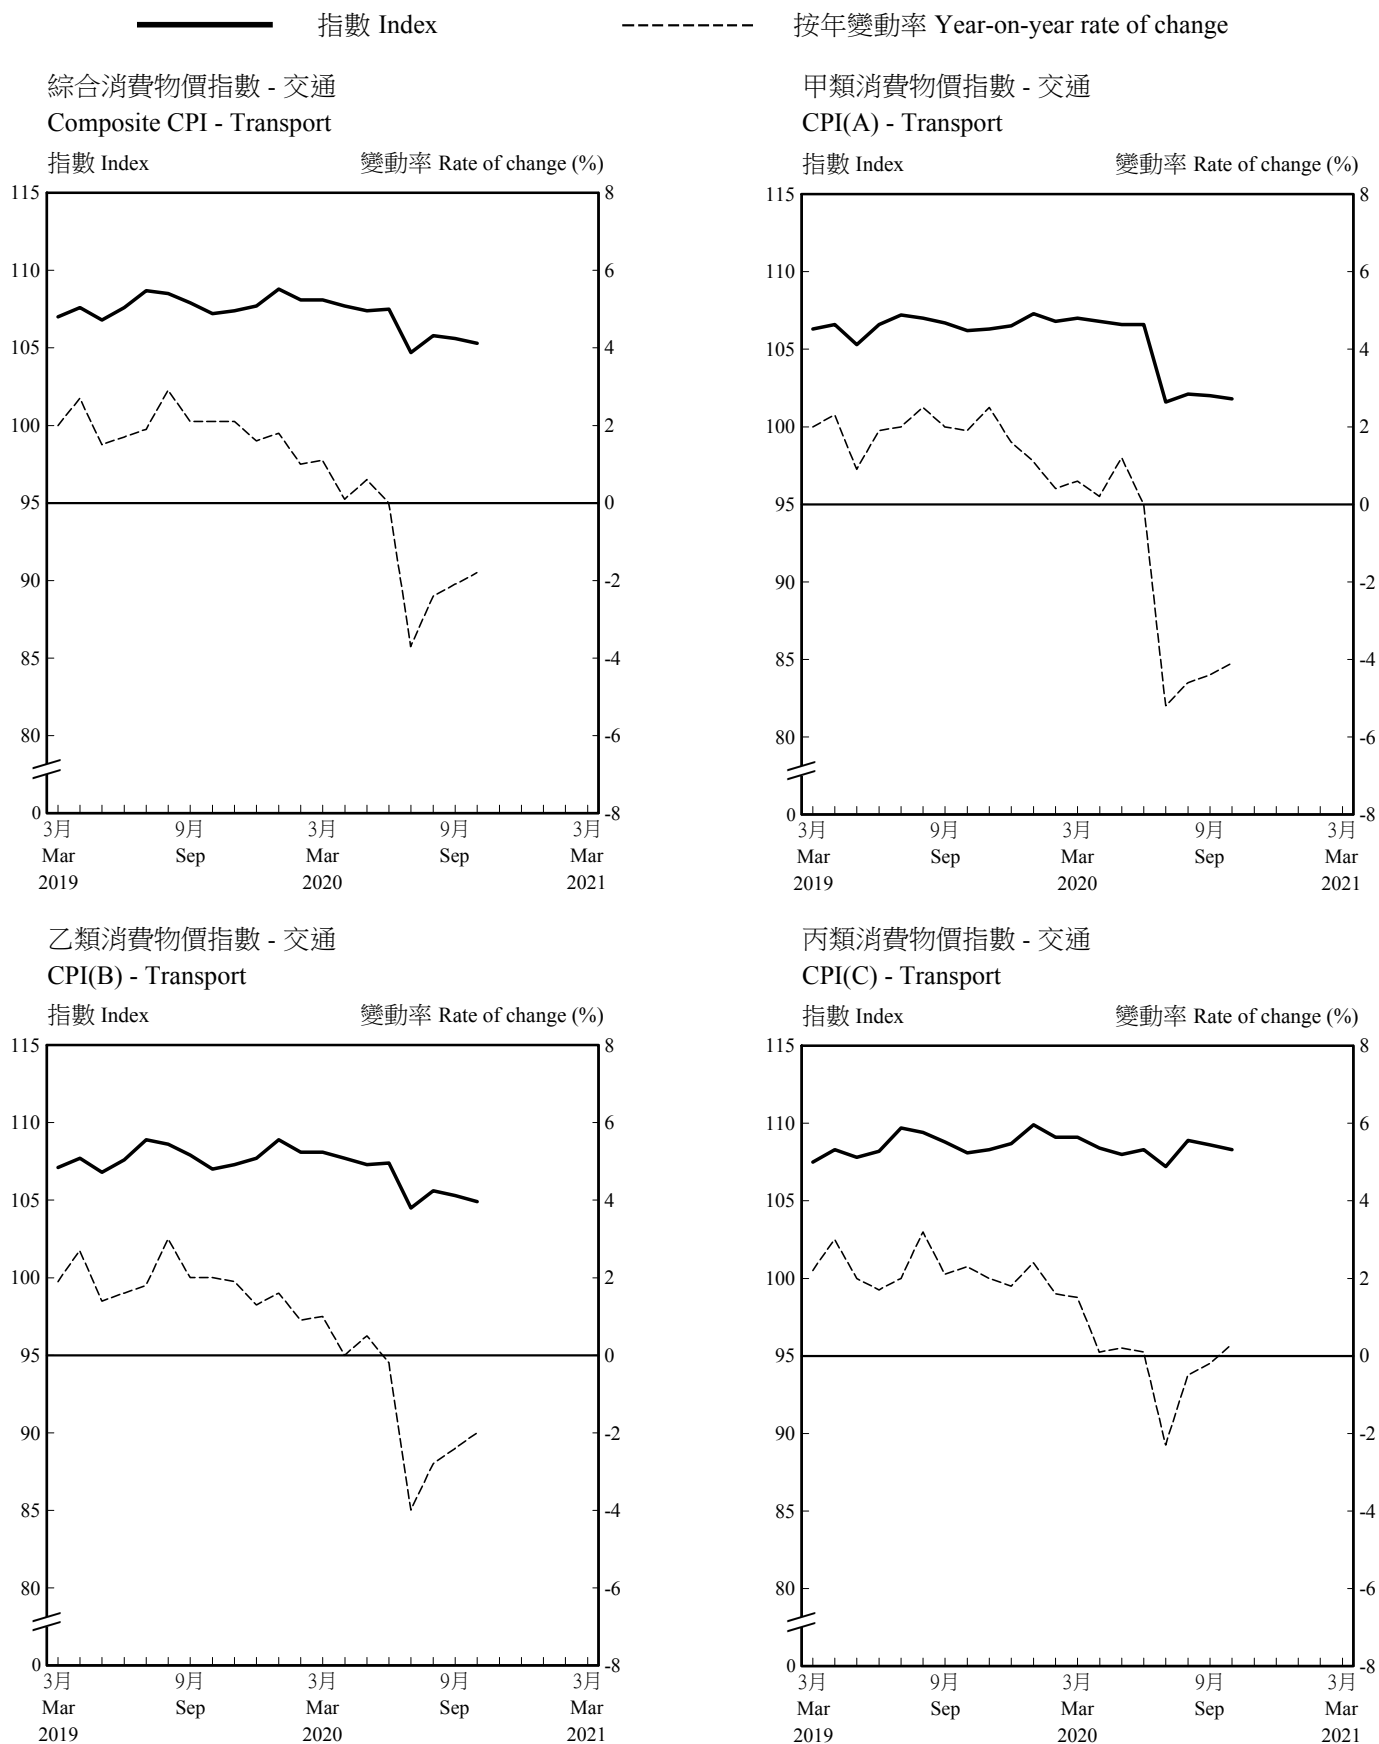 指數 Index
按年變動率 Year-on-year rate of change
綜合消費物價指數 - 交通
Composite CPI - Transport
指數 Index 變動率 Rate of change (%)
115 8
110 6
105 4
100 2
95 0
90 -2
85 -4
80 -6
0 -8
3月 9月 3月 9月 3月
Mar Sep Mar Sep Mar
2019 2020 2021
甲類消費物價指數 - 交通
CPI(A) - Transport
指數 Index 變動率 Rate of change (%)
115 8
110 6
105 4
100 2
95 0
90 -2
85 -4
80 -6
0 -8
3月 9月 3月 9月 3月
Mar Sep Mar Sep Mar
2019 2020 2021
乙類消費物價指數 - 交通
CPI(B) - Transport
指數 Index 變動率 Rate of change (%)
115 8
110 6
105 4
100 2
95 0
90 -2
85 -4
80 -6
0 -8
3月 9月 3月 9月 3月
Mar Sep Mar Sep Mar
2019 2020 2021
丙類消費物價指數 - 交通
CPI(C) - Transport
指數 Index 變動率 Rate of change (%)
115 8
110 6
105 4
100 2
95 0
90 -2
85 -4
80 -6
0 -8
3月 9月 3月 9月 3月
Mar Sep Mar Sep Mar
2019 2020 2021